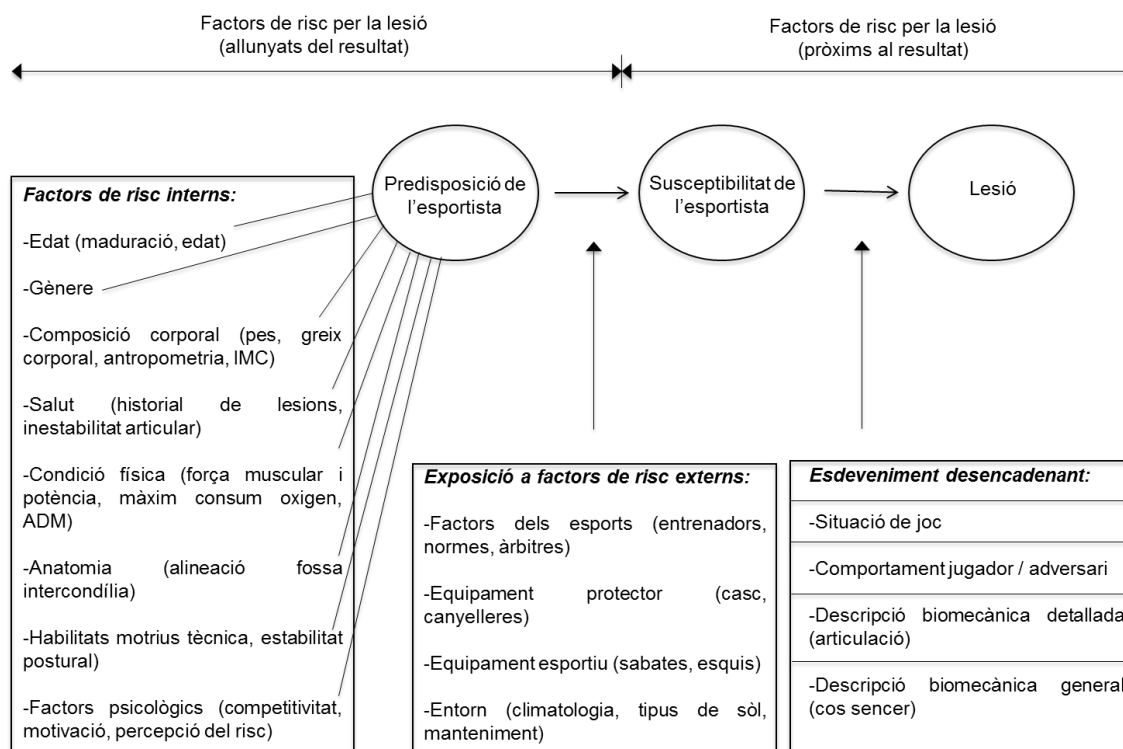 Factors de risc per la lesió
(allunyats del resultat)
Factors de risc per la lesió
(pròxims al resultat)
Predisposició de
l'esportista
Susceptibilitat de
l'esportista
Lesió
Factors de risc interns:
-Edat (maduració, edat)
-Gènere
-Composició corporal (pes, greix
corporal, antropometria, IMC)
-Salut (historial de lesions,
inestabilitat articular)
-Condició física (força muscular i
potència, màxim consum oxigen,
ADM)
-Anatomia (alineació fossa
intercondília)
-Habilitats motrius tècnica, estabilitat
postural)
-Factors psicològics (competitivitat,
motivació, percepció del risc)
Exposició a factors de risc externs:
-Factors dels esports (entrenadors,
normes, àrbitres)
-Equipament protector (casc,
canyelleres)
-Equipament esportiu (sabates, esquis)
-Entorn (climatologia, tipus de sòl,
manteniment)
Esdeveniment desencadenant:
-Situació de joc
-Comportament jugador / adversari
-Descripció biomecànica detallada
(articulació)
-Descripció biomecànica general
(cos sencer)